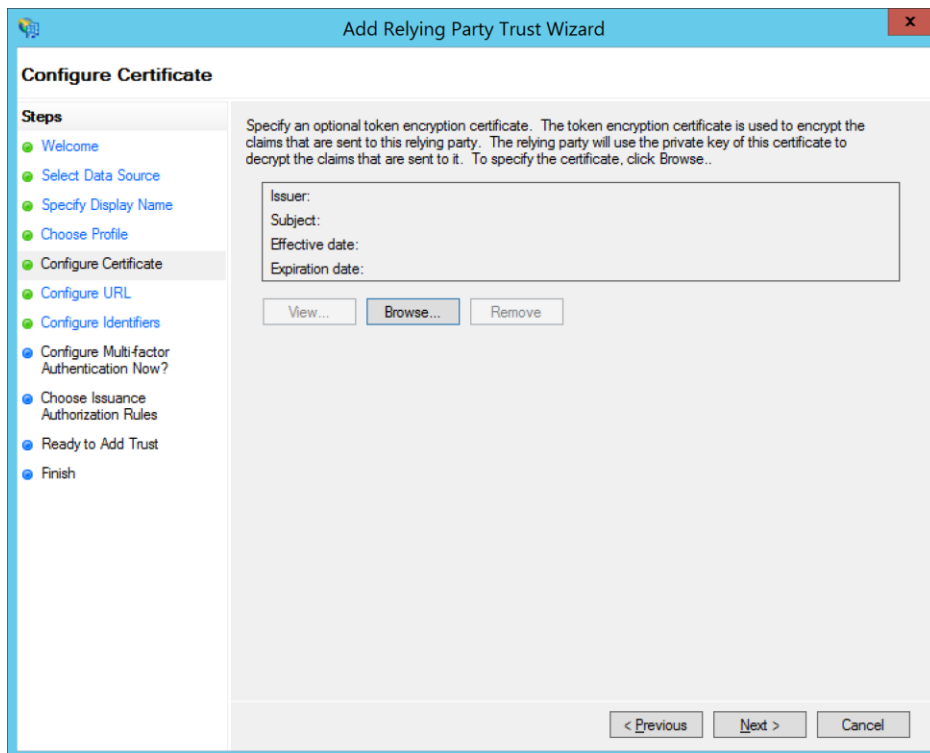 Add Relying Party Trust Wizard
x
Configure Certificate
Steps
Welcome
Select Data Source
Specify Display Name
Choose Profile
Configure Certificate
Configure URL
Configure Identifiers
Configure Multi-factor
Authentication Now?
Choose Issuance
Authorization Rules
Ready to Add Trust
Finish
Specify an optional token encryption certificate.  The token encryption certificate is used to encrypt the
claims that are sent to this relying party.  The relying party will use the private key of this certificate to
decrypt the claims that are sent to it.  To specify the certificate, click Browse..
Issuer:
Subject:
Effective date:
Expiration date:
View... Browse... Remove
< Previous Next > Cancel